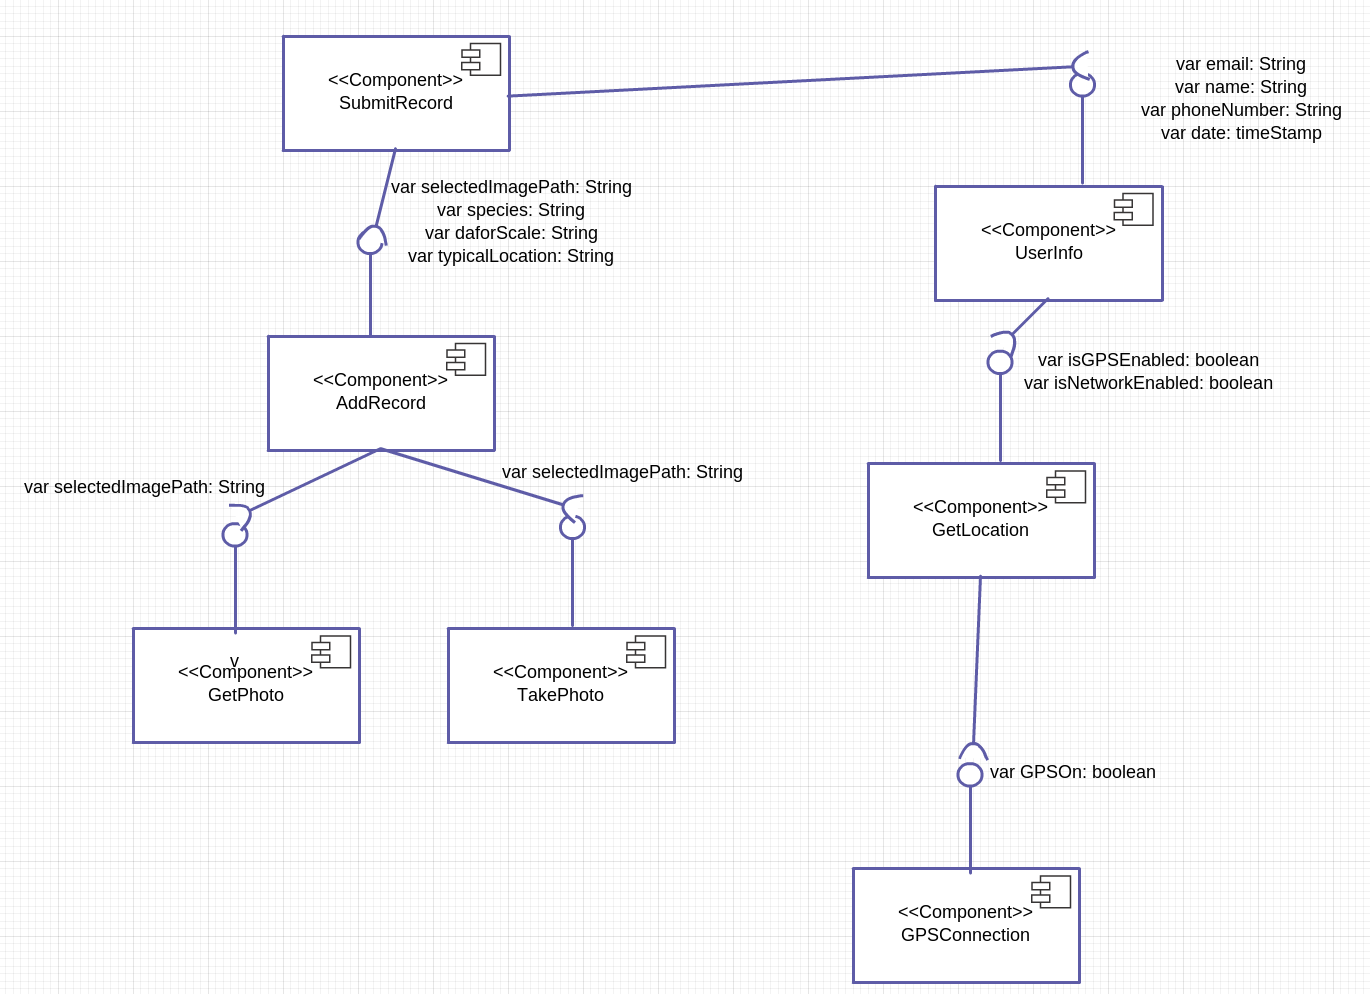 <<Component>>
SubmitRecord
var email: String
var name: String
var phoneNumber: String
var date: timeStamp
var selectedImagePath: String
var species: String
var daforScale: String
var typicalLocation: String
<<Component>>
UserInfo
var isGPSEnabled: boolean
var isNetworkEnabled: boolean
<<Component>>
AddRecord
var selectedImagePath: String
var selectedImagePath: String
<<Component>>
GetLocation
v
<<Component>>
GetPhoto
<<Component>>
TakePhoto
var GPSOn: boolean
<<Component>>
GPSConnection